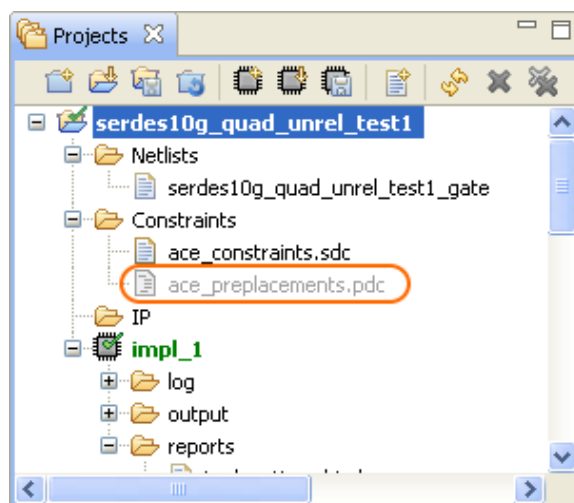 Projects
serdes10g_quad_unrel_test1
Netlists
serdes10g_quad_unrel_test1_gate
Constraints
ace_constraints.sdc
ace_preplacements.pdc
IP
impl_1
log
output
reports